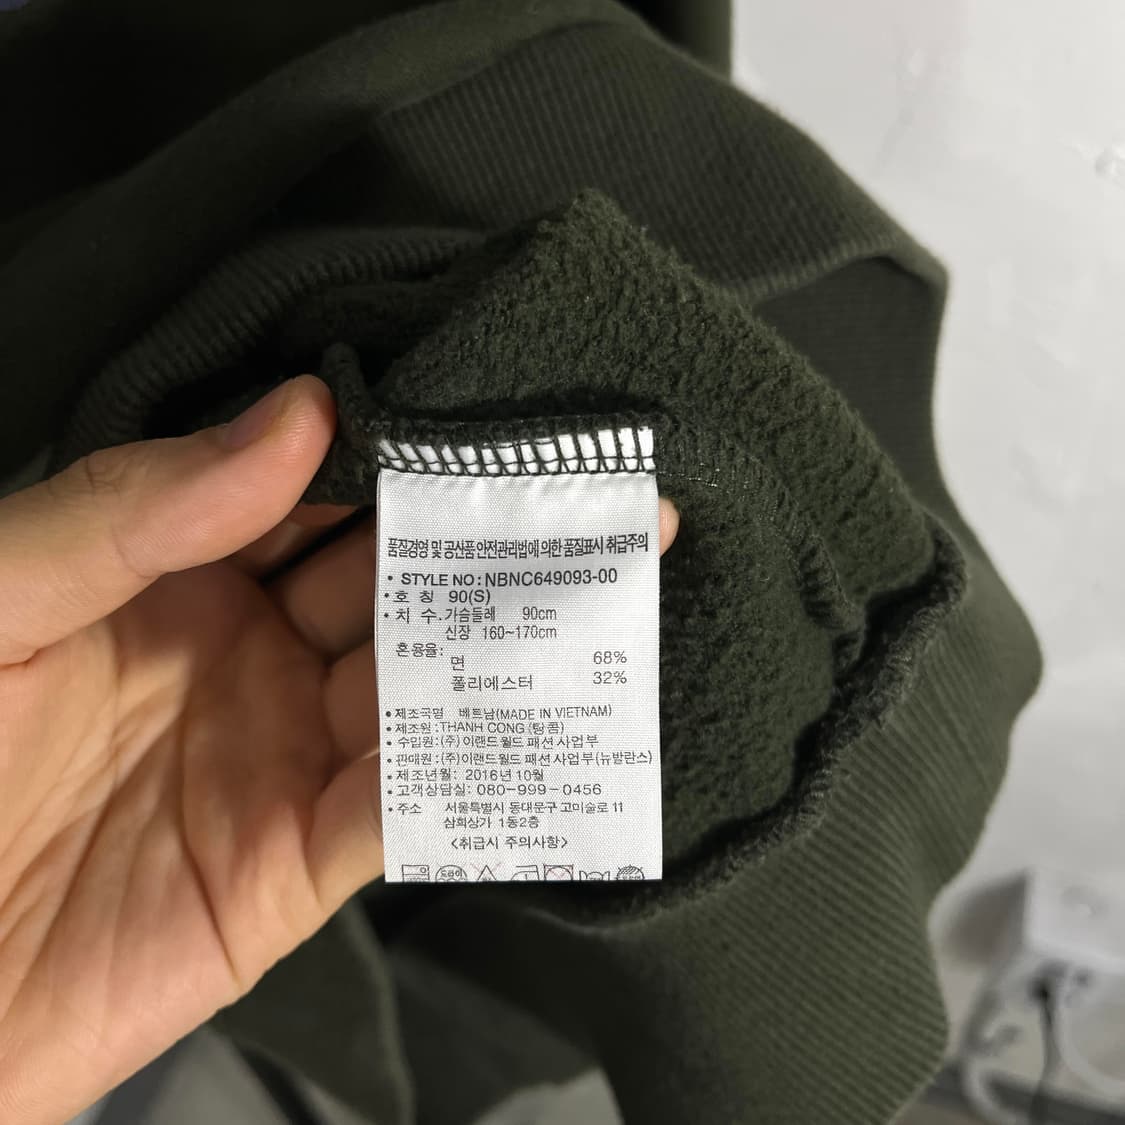 품질경영 및 공산품 안전관리법에 의한 품질표시 취급주의
• STYLE NO: NBNC649093-00
• 호 칭 90(S)
• 치 수. 가슴둘레 90cm
신장 160~170cm
혼용율:
면 68%
폴리에스터 32%
• 제조국명 베트남(MADE IN VIETNAM)
• 제조원: THANH CONG (탕콤)
• 수입원: (주)이랜드월드 패션사업부
• 판매원: (주)이랜드월드 패션사업부(뉴발란스)
• 제조년월: 2016년 10월
• 고객상담실: 080-999-0456
• 주소 서울특별시 동대문구 고미술로 11
삼희상가 1동2층
<취급시 주의사항>
드라이